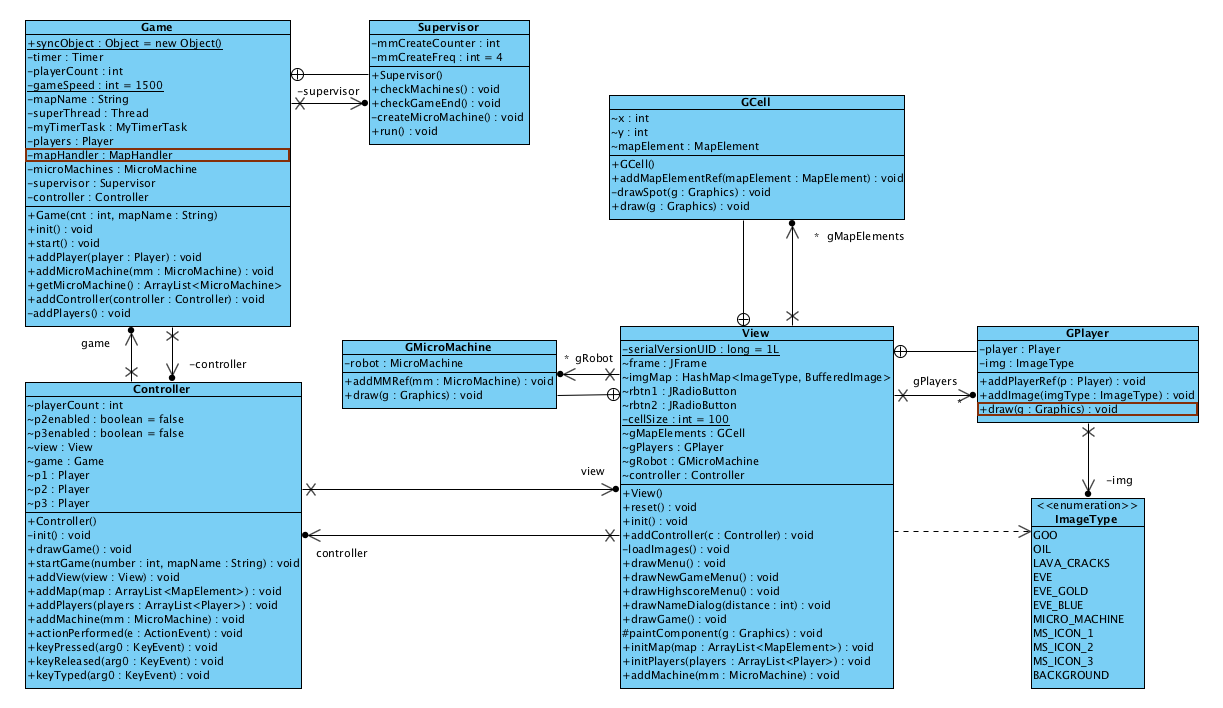 Game
+syncObject : Object = new Object()
-timer : Timer
-playerCount : int
-gameSpeed : int = 1500
-mapName : String
-superThread : Thread
-myTimerTask : MyTimerTask
-players : Player
-mapHandler : MapHandler
-microMachines : MicroMachine
-supervisor : Supervisor
-controller : Controller
+Game(cnt : int, mapName : String)
+init() : void
+start() : void
+addPlayer(player : Player) : void
+addMicroMachine(mm : MicroMachine) : void
+getMicroMachine() : ArrayList<MicroMachine>
+addController(controller : Controller) : void
-addPlayers() : void
-supervisor
Supervisor
-mmCreateCounter : int
-mmCreateFreq : int = 4
+Supervisor()
+checkMachines() : void
+checkGameEnd() : void
-createMicroMachine() : void
+run() : void
GCell
~x : int
~y : int
~mapElement : MapElement
+GCell()
+addMapElementRef(mapElement : MapElement) : void
-drawSpot(g : Graphics) : void
+draw(g : Graphics) : void
* gMapElements
game
-controller
GMicroMachine
-robot : MicroMachine
+addMMRef(mm : MicroMachine) : void
+draw(g : Graphics) : void
* gRobot
View
-serialVersionUID : long = 1L
~frame : JFrame
~imgMap : HashMap<ImageType, BufferedImage>
~rbtn1 : JRadioButton
~rbtn2 : JRadioButton
-cellSize : int = 100
~gMapElements : GCell
~gPlayers : GPlayer
~gRobot : GMicroMachine
~controller : Controller
+View()
+reset() : void
+init() : void
+addController(c : Controller) : void
-loadImages() : void
+drawMenu() : void
+drawNewGameMenu() : void
+drawHighscoreMenu() : void
+drawNameDialog(distance : int) : void
+drawGame() : void
#paintComponent(g : Graphics) : void
+initMap(map : ArrayList<MapElement>) : void
+initPlayers(players : ArrayList<Player>) : void
+addMachine(mm : MicroMachine) : void
gPlayers
*
GPlayer
-player : Player
-img : ImageType
+addPlayerRef(p : Player) : void
+addImage(imgType : ImageType) : void
+draw(g : Graphics) : void
-img
Controller
~playerCount : int
~p2enabled : boolean = false
~p3enabled : boolean = false
~view : View
~game : Game
~p1 : Player
~p2 : Player
~p3 : Player
+Controller()
-init() : void
+drawGame() : void
+startGame(number : int, mapName : String) : void
+addView(view : View) : void
+addMap(map : ArrayList<MapElement>) : void
+addPlayers(players : ArrayList<Player>) : void
+addMachine(mm : MicroMachine) : void
+actionPerformed(e : ActionEvent) : void
+keyPressed(arg0 : KeyEvent) : void
+keyReleased(arg0 : KeyEvent) : void
+keyTyped(arg0 : KeyEvent) : void
view
controller
<<enumeration>>
ImageType
GOO
OIL
LAVA_CRACKS
EVE
EVE_GOLD
EVE_BLUE
MICRO_MACHINE
MS_ICON_1
MS_ICON_2
MS_ICON_3
BACKGROUND